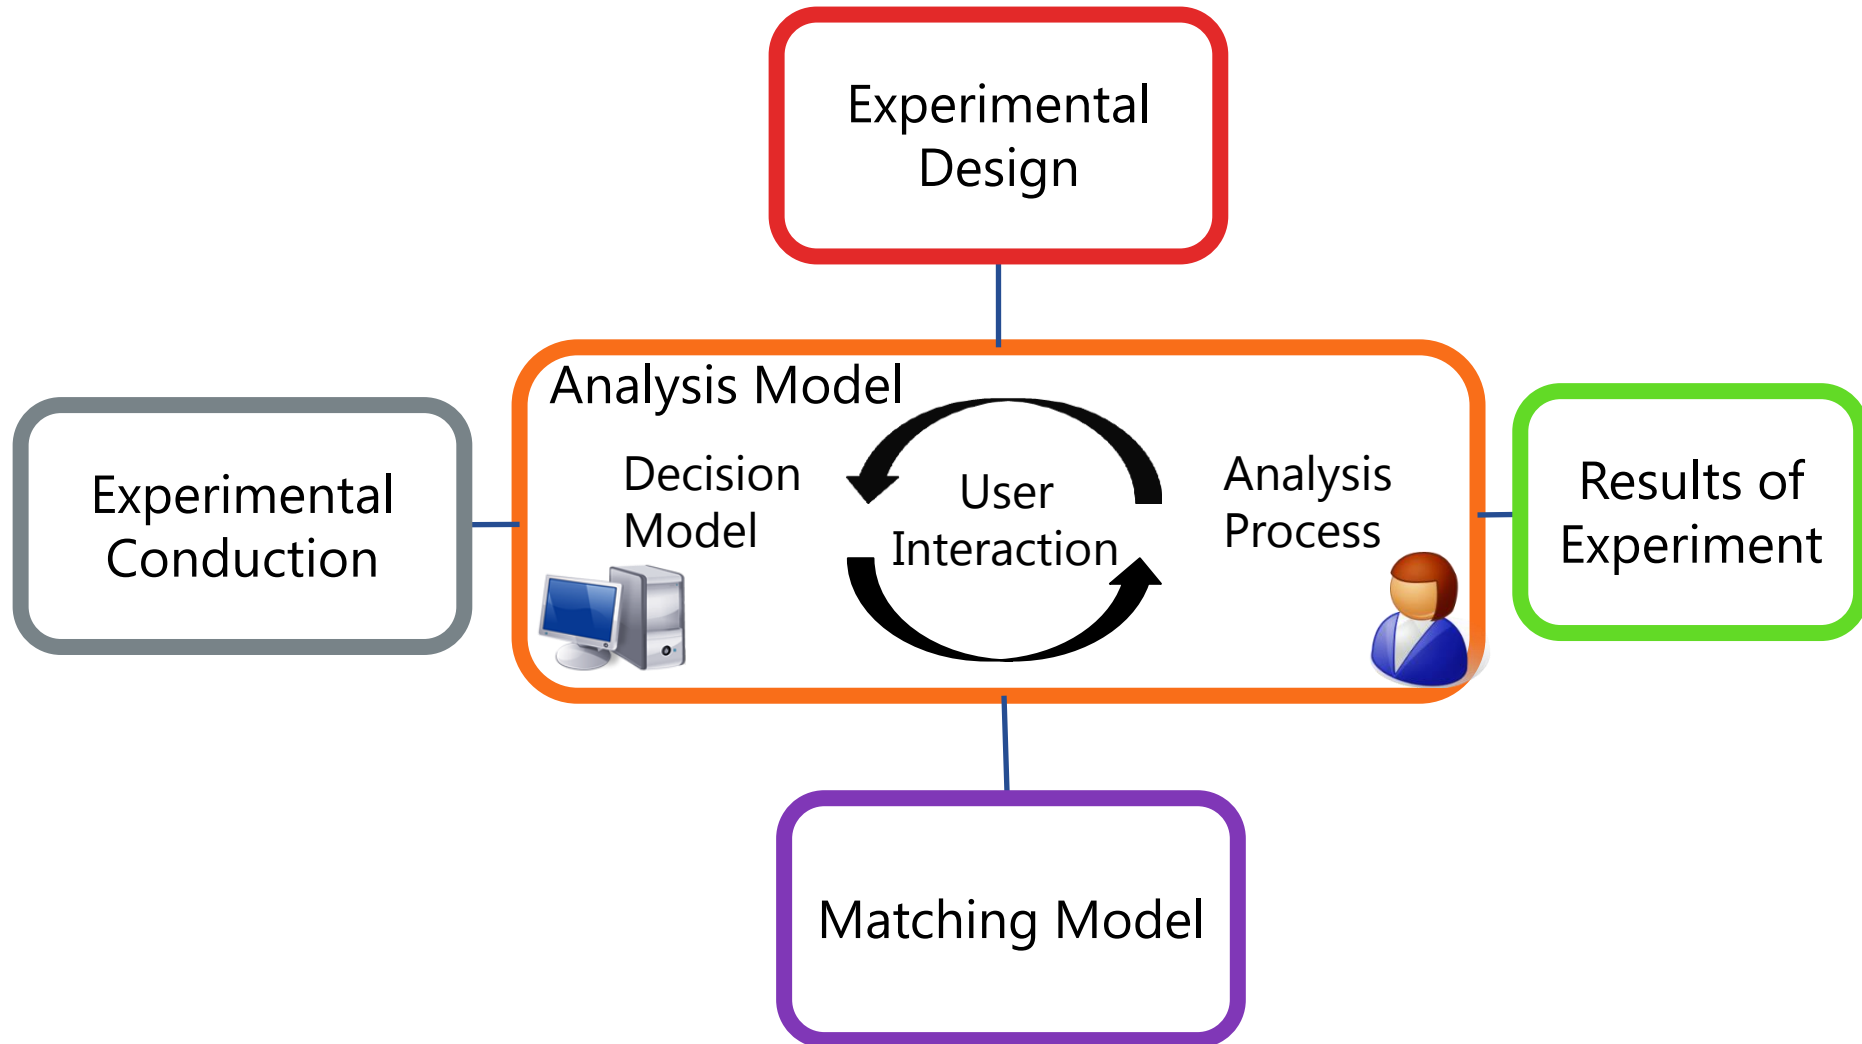 Experimental
Design
Analysis Model
Experimental
Conduction
Decision
Model
User
Interaction
Analysis
Process
Results of
Experiment
Matching Model